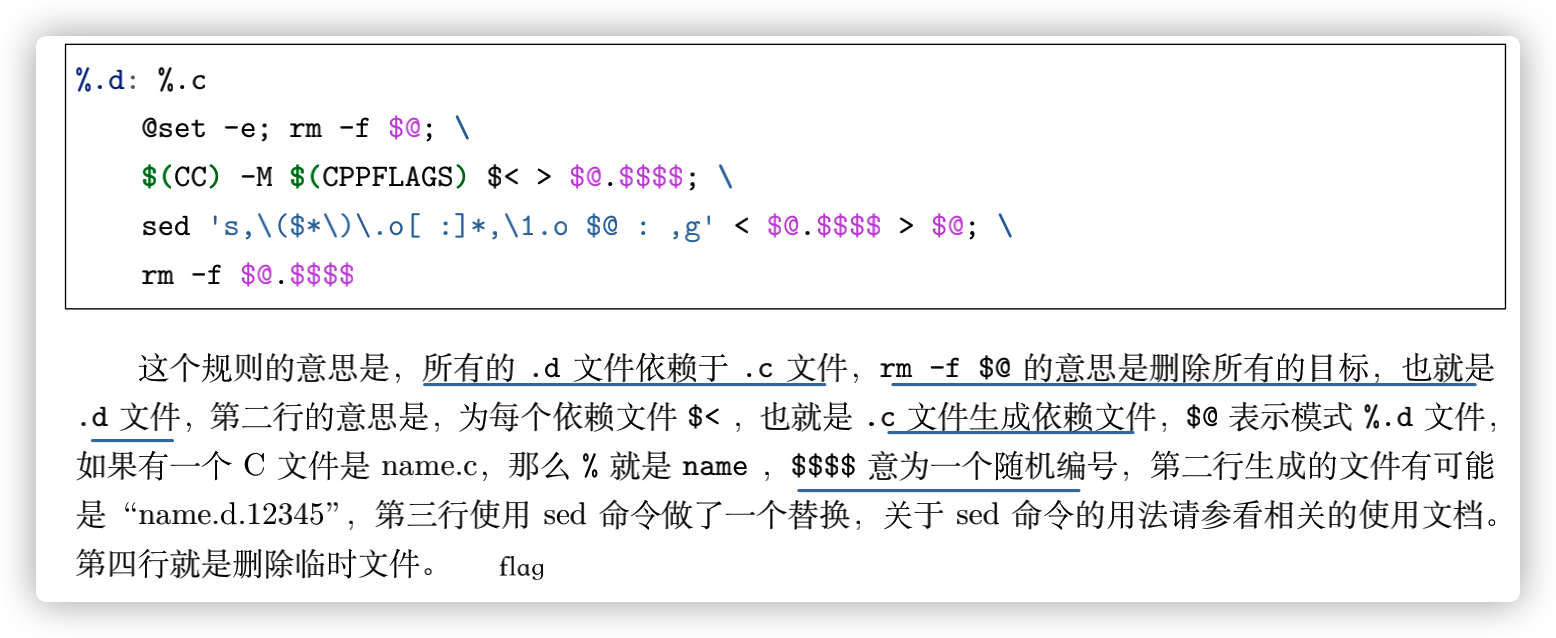 %.d: %.c
@set -e; rm -f $@; \
$(CC) -M $(CPPFLAGS) $< > $@.$$$$; \
sed 's,\($*\)\.o[ :]*,\1.o $@ : ,g' < $@.$$$$ > $@; \
rm -f $@.$$$$
这个规则的意思是，所有的 .d 文件依赖于 .c 文件，rm -f $@ 的意思是删除所有的目标，也就是
.d 文件，第二行的意思是，为每个依赖文件 $< ，也就是 .c 文件生成依赖文件，$@ 表示模式 %.d 文件，
如果有一个 C 文件是 name.c，那么 % 就是 name ，$$$$ 意为一个随机编号，第二行生成的文件有可能
是“name.d.12345”，第三行使用 sed 命令做了一个替换，关于 sed 命令的用法请参看相关的使用文档。
第四行就是删除临时文件。 flag